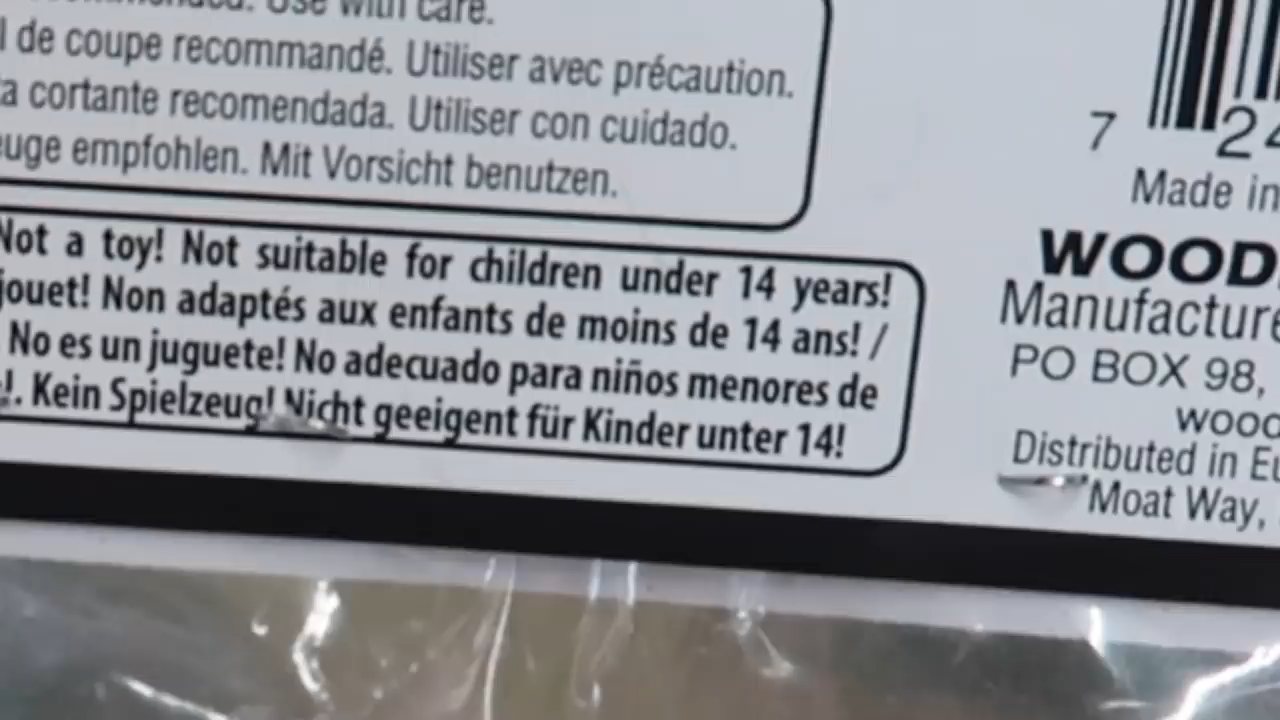 Use with care.
de coupe recommandé. Utiliser avec précaution.
cortante recomendada. Utiliser con cuidado.
empfohlen. Mit Vorsicht benutzen.
Not a toy! Not suitable for children under 14 years!
jouet! Non adaptés aux enfants de moins de 14 ans! /
No es un juguete! No adecuado para niños menores de
Kein Spielzeug! Nicht geeigent für Kinder unter 14!
7 24
Made in
WOOD
Manufacture
PO BOX 98,
WOOD
Distributed in Eu
Moat Way,